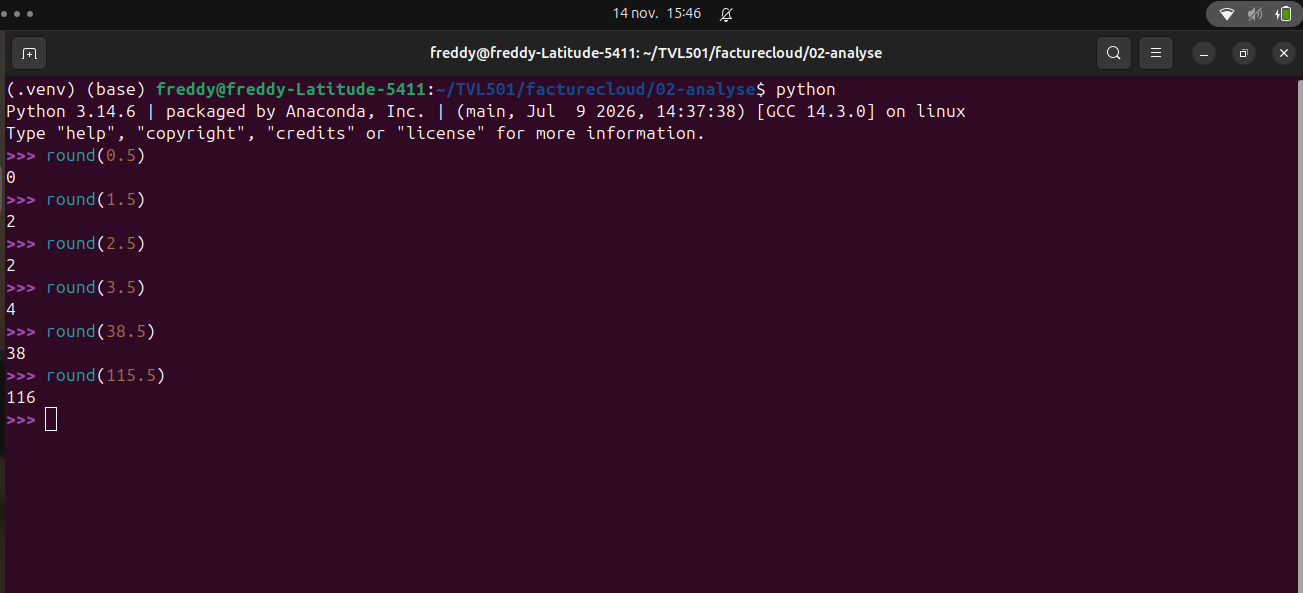 14 nov. 15:46
freddy@freddy-Latitude-5411: ~/TVL501/facturecloud/02-analyse
(.venv) (base) freddy@freddy-Latitude-5411:~/TVL501/facturecloud/02-analyse$ python
Python 3.14.6 | packaged by Anaconda, Inc. | (main, Jul  9 2026, 14:37:38) [GCC 14.3.0] on linux
Type "help", "copyright", "credits" or "license" for more information.
>>> round(0.5)
0
>>> round(1.5)
2
>>> round(2.5)
2
>>> round(3.5)
4
>>> round(38.5)
38
>>> round(115.5)
116
>>>